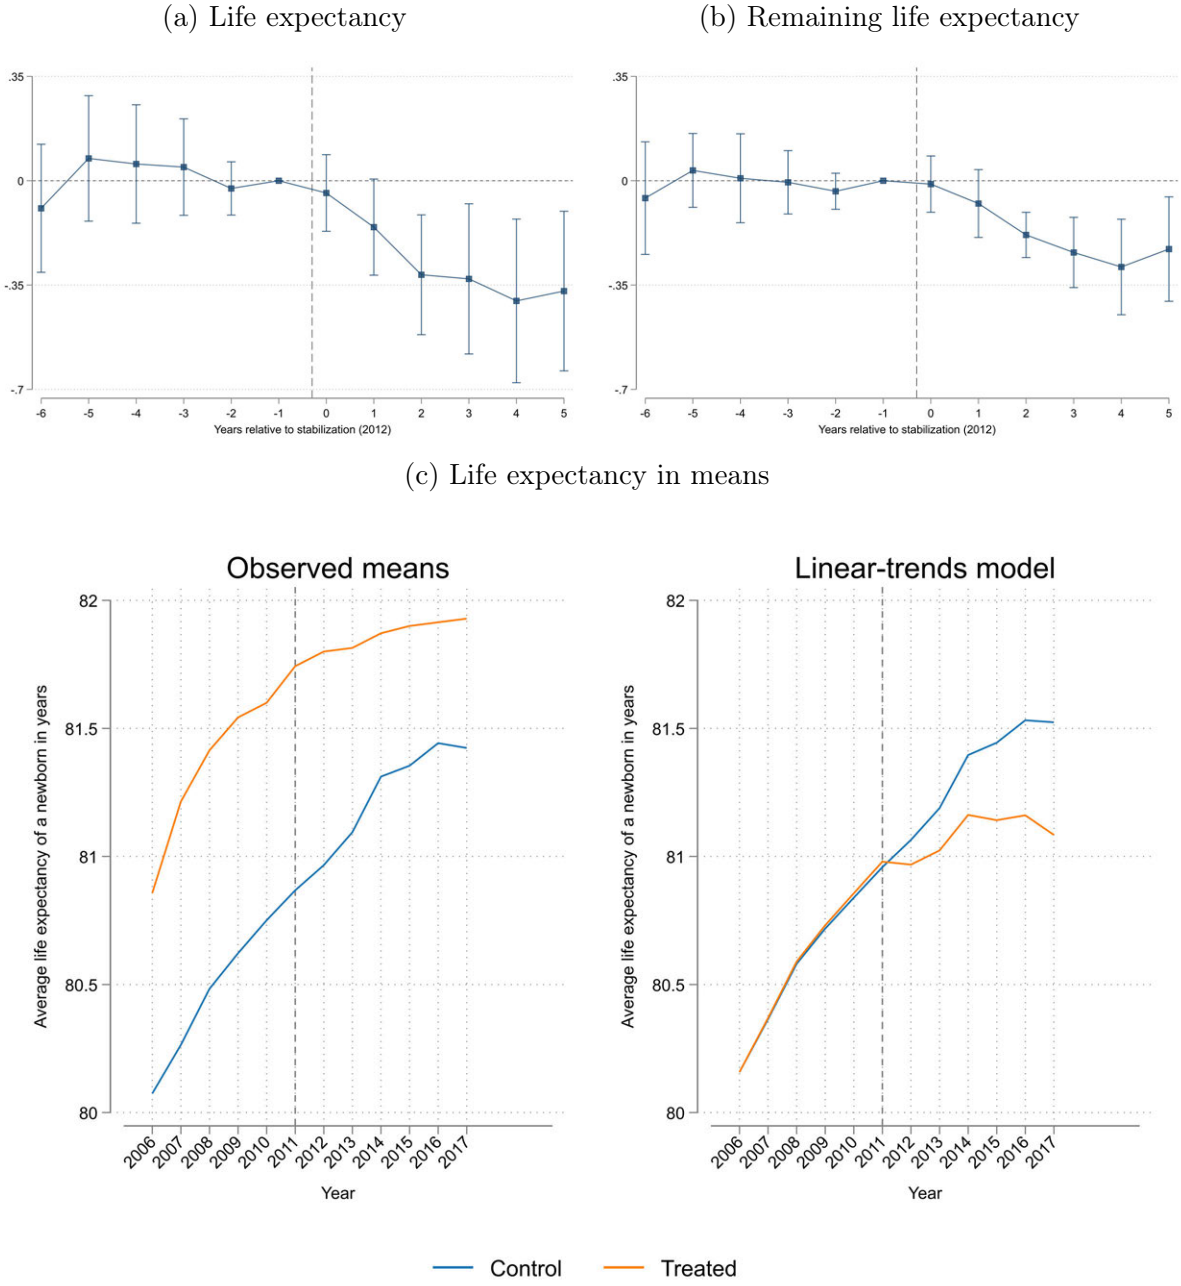 (a) Life expectancy
(b) Remaining life expectancy
.35
0
-.35
-.7
-6 -5 -4 -3 -2 -1 0 1 2 3 4 5
Years relative to stabilization (2012)
.35
0
-.35
-.7
-6 -5 -4 -3 -2 -1 0 1 2 3 4 5
Years relative to stabilization (2012)
(c) Life expectancy in means
Observed means
Average life expectancy of a newborn in years
82
81.5
81
80.5
80
2006 2007 2008 2009 2010 2011 2012 2013 2014 2015 2016 2017
Year
Linear-trends model
Average life expectancy of a newborn in years
82
81.5
81
80.5
80
2006 2007 2008 2009 2010 2011 2012 2013 2014 2015 2016 2017
Year
Control Treated